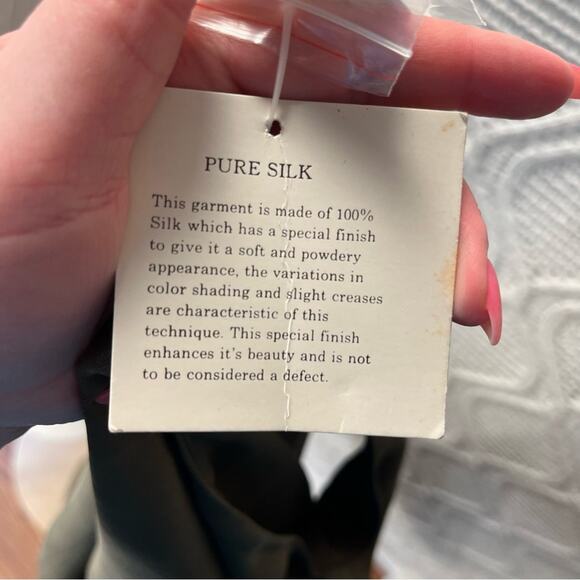 PURE SILK
This garment is made of 100%
Silk which has a special finish
to give it a soft and powdery
appearance, the variations in
color shading and slight creases
are characteristic of this
technique. This special finish
enhances it's beauty and is not
to be considered a defect.